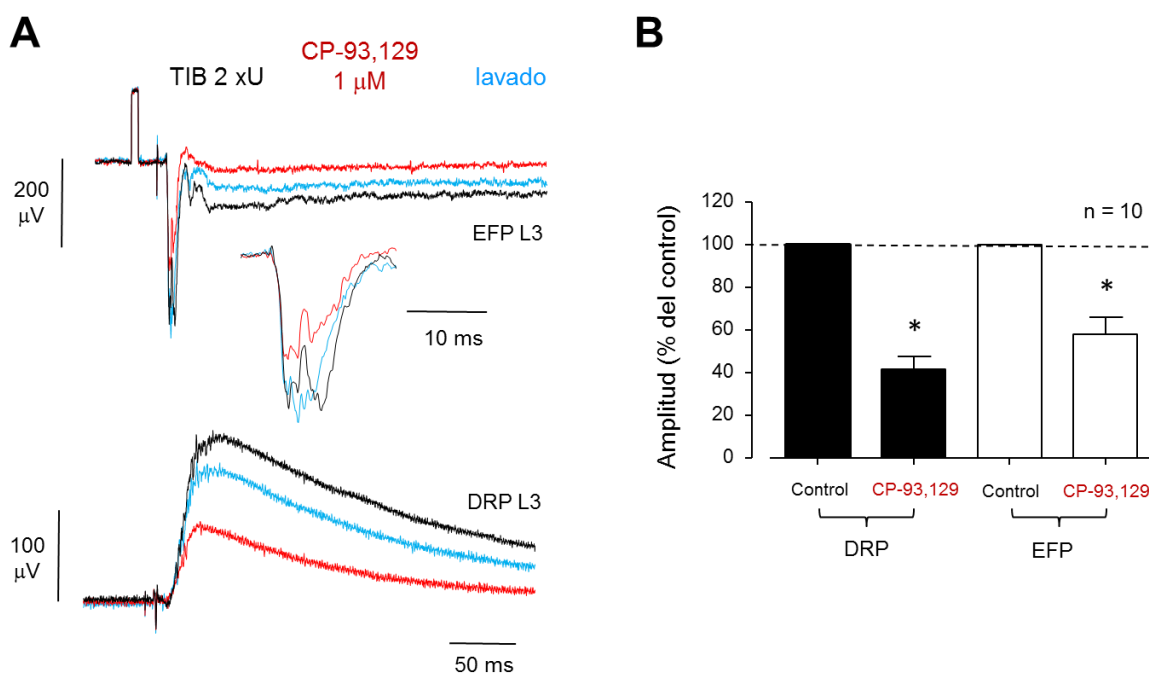 A
TIB 2 xU
CP-93,129
1 μM
lavado
200
μV
EFP L3
10 ms
DRP L3
100
μV
50 ms
B
n = 10
Amplitud (% del control)
120
100
80
60
40
20
0
*
*
Control
CP-93,129
Control
CP-93,129
DRP
EFP